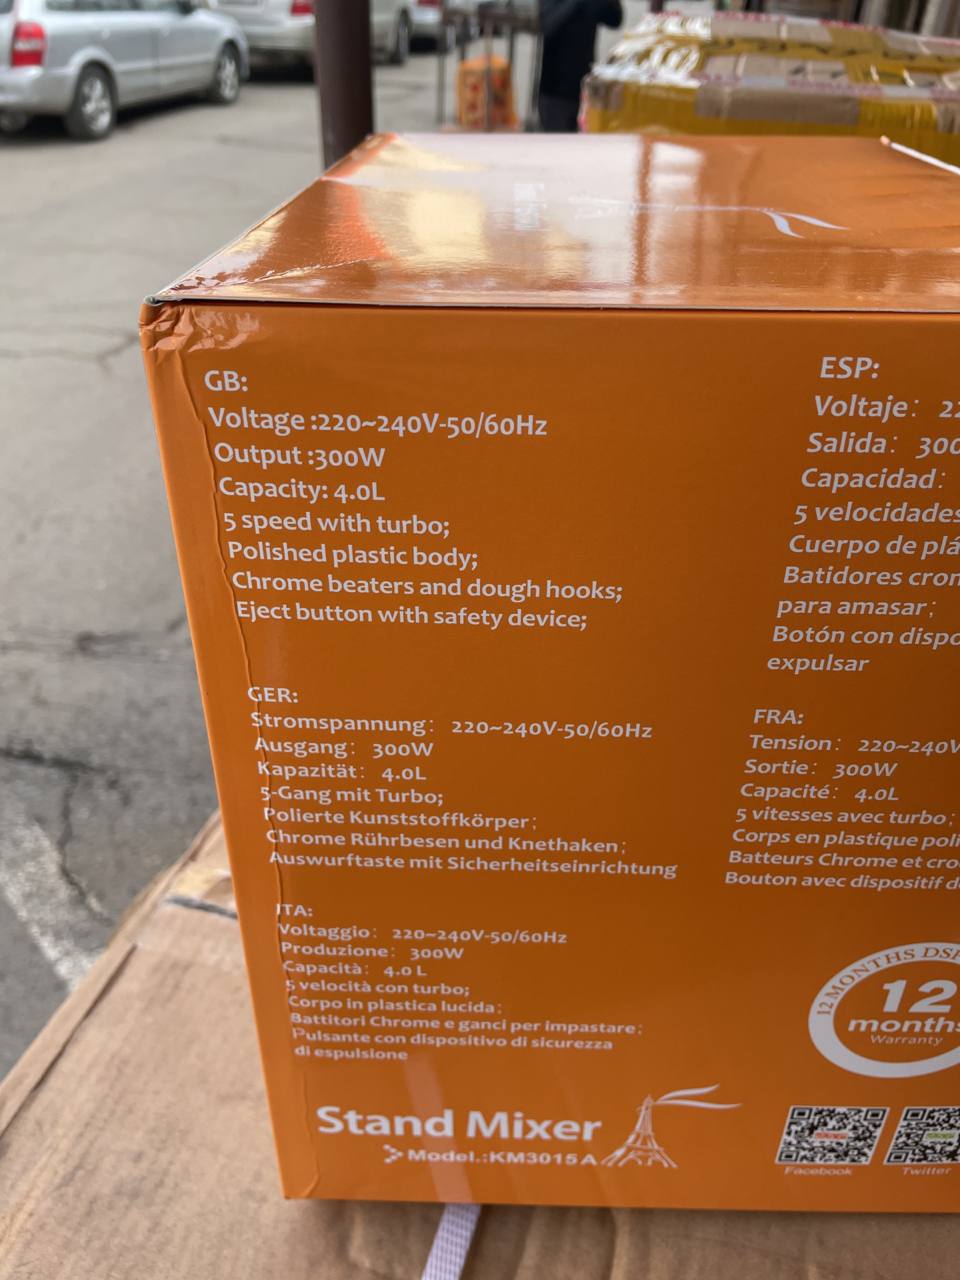 GB:
Voltage :220~240V-50/60Hz
Output :300W
Capacity: 4.0L
5 speed with turbo;
Polished plastic body;
Chrome beaters and dough hooks;
Eject button with safety device;
GER:
Stromspannung: 220~240V-50/60Hz
Ausgang: 300W
Kapazität: 4.0L
5-Gang mit Turbo;
Polierte Kunststoffkörper;
Chrome Rührbesen und Knethaken;
Auswurftaste mit Sicherheitseinrichtung
ITA:
Voltaggio: 220~240V-50/60Hz
Produzione: 300W
Capacità: 4.0 L
5 velocità con turbo;
Corpo in plastica lucida;
Battitori Chrome e ganci per impastare;
Pulsante con dispositivo di sicurezza
di espulsione
ESP:
Voltaje:
Salida:
Capacidad:
5 velocidades
Cuerpo de
Batidores
para amasar;
Botón con
expulsar
FRA:
Tension: 220~240V
Sortie: 300W
Capacité: 4.0L
5 vitesses avec turbo;
Corps en plastique
Batteurs Chrome et
Bouton avec dispositif
12 MONTHS
12
months
Warranty
Stand Mixer
Model.:KM3015A
Facebook
Twitter